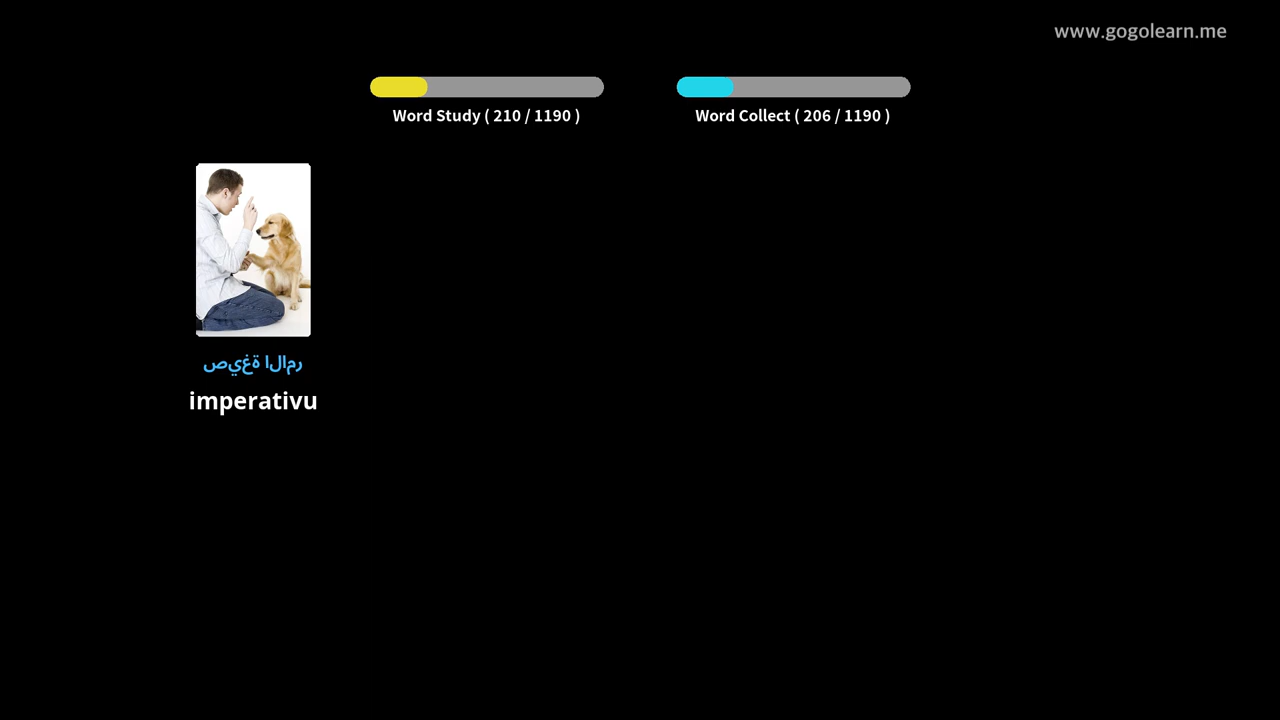 www.gogolearn.me
Word Study ( 210 / 1190 )
Word Collect ( 206 / 1190 )
صيغة الامر
imperativu